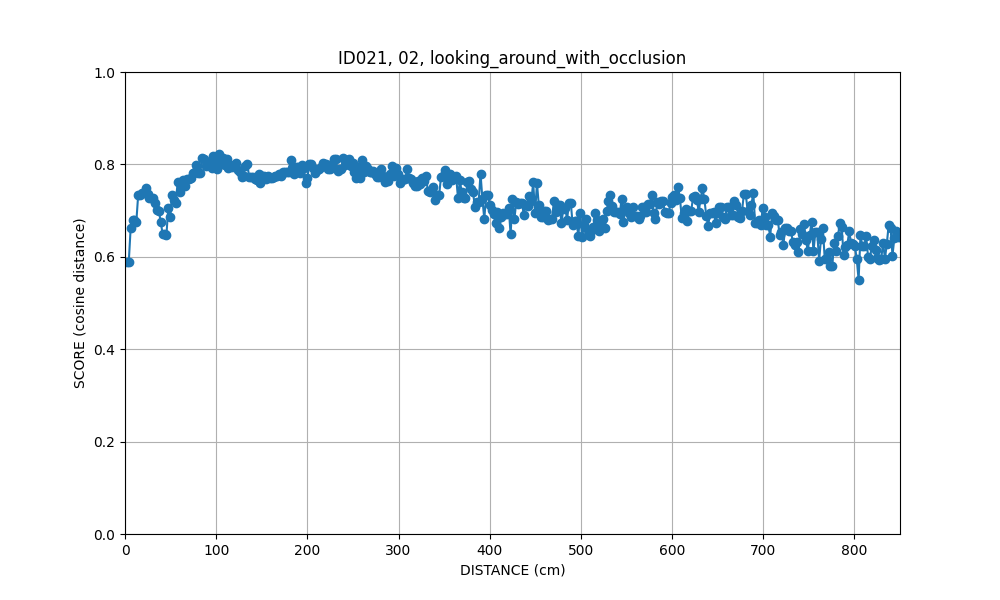 ID021, 02, looking_around_with_occlusion
1.0
0.8
0.6
0.4
0.2
0.0
SCORE (cosine distance)
0 100 200 300 400 500 600 700 800
DISTANCE (cm)